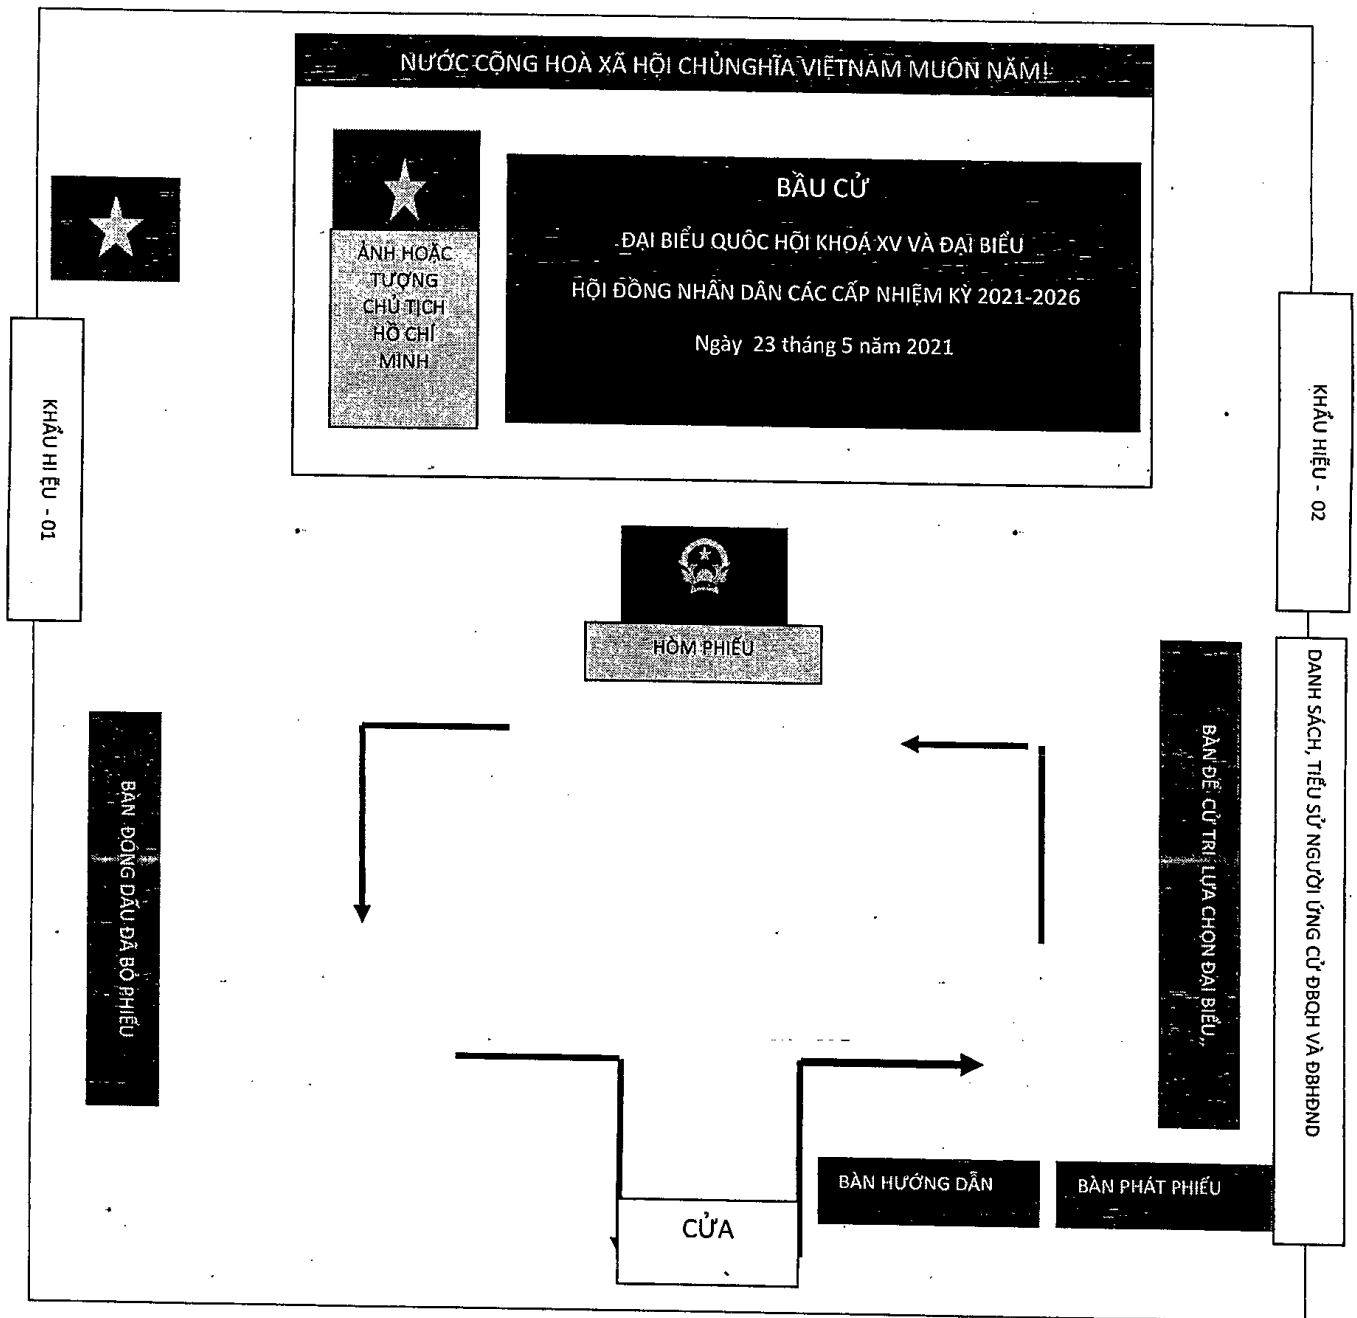 NƯỚC CỘNG HOÀ XÃ HỘI CHỦNGHĨA VIỆTNAM MUÔN NĂM!
BẦU CỬ
ĐẠI BIỂU QUỐC HỘI KHOÁ XV VÀ ĐẠI BIỂU
HỘI ĐỒNG NHÂN DÂN CÁC CẤP NHIỆM KỲ 2021-2026
Ngày 23 tháng 5 năm 2021
ẢNH HOẶC
TƯỢNG
CHỦ TỊCH
HỒ CHÍ
MINH
KHẨU HIỆU - 01
KHẨU HIỆU - 02
HÒM PHIẾU
BÀN ĐÓNG DẤU ĐÃ BỎ PHIẾU
BÀN ĐỂ CỬ TRI LỰA CHỌN ĐẠI BIỂU,,
DANH SÁCH, TIỂU SỬ NGƯỜI ỨNG CỬ ĐBQH VÀ ĐBHĐND
BÀN HƯỚNG DẪN
BÀN PHÁT PHIẾU
CỬA